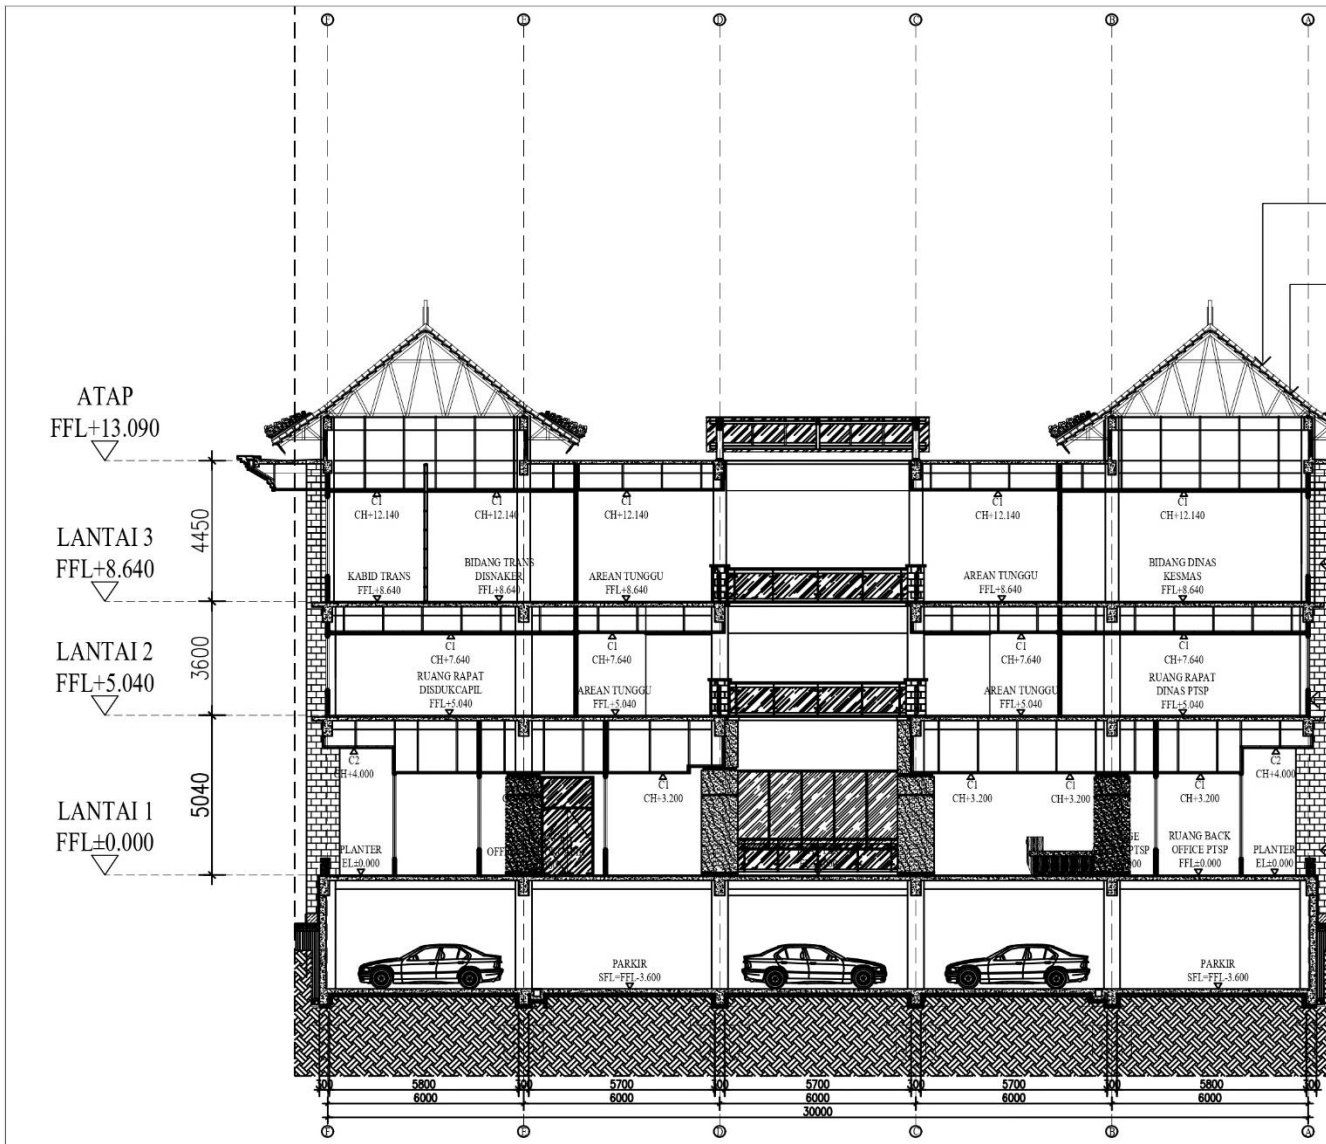 F E D C B A
ATAP
FFL+13.090
LANTAI 3
FFL+8.640
LANTAI 2
FFL+5.040
LANTAI 1
FFL±0.000
4450
3600
5040
C1 C1 C1 C1 C1
CH+12.140 CH+12.140 CH+12.140 CH+12.140 CH+12.140
KABID TRANS
FFL+8.640
BIDANG TRANS
DISNAKER
FFL+8.640
AREAN TUNGGU
FFL+8.640
AREAN TUNGGU
FFL+8.640
BIDANG DINAS
KESMAS
FFL+8.640
C1 C1 C1 C1
CH+7.640 CH+7.640 CH+7.640 CH+7.640
RUANG RAPAT
DISDUKCAPIL
FFL+5.040
AREAN TUNGGU
FFL+5.040
AREAN TUNGGU
FFL+5.040
RUANG RAPAT
DINAS PTSP
FFL+5.040
C2
CH+4.000
C1
CH+3.200
C1
CH+3.200
C1
CH+3.200
C1
CH+3.200
C2
CH+4.000
PLANTER
EL±0.000
RUANG BACK
OFFICE PTSP
FFL±0.000
PLANTER
EL±0.000
PARKIR
SFL=FFL-3.600
PARKIR
SFL=FFL-3.600
300 5800 300 5700 300 5700 300 5700 300 5800 300
6000 6000 6000 6000 6000
30000
F E D C B A